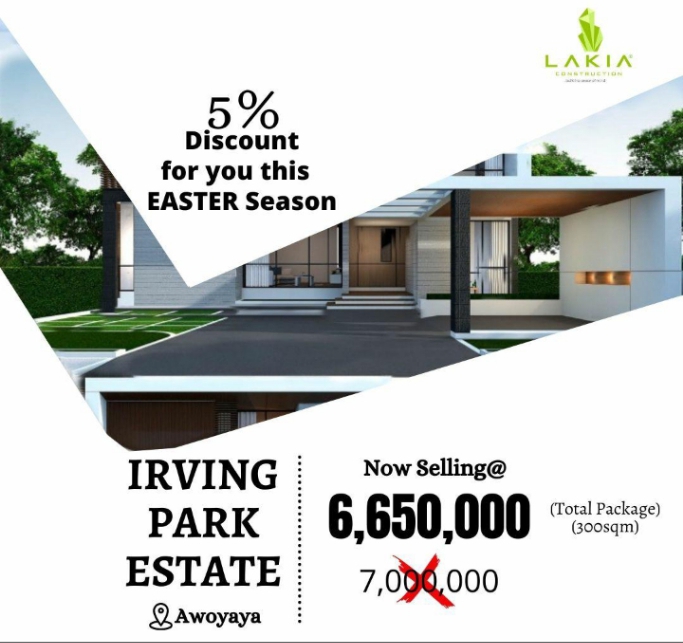 LAKIA
CONSTRUCTION
5%
Discount
for you this
EASTER Season
IRVING
PARK
ESTATE
Awoyaya
Now Selling@
6,650,000
(Total Package)
(300sqm)
7,000,000